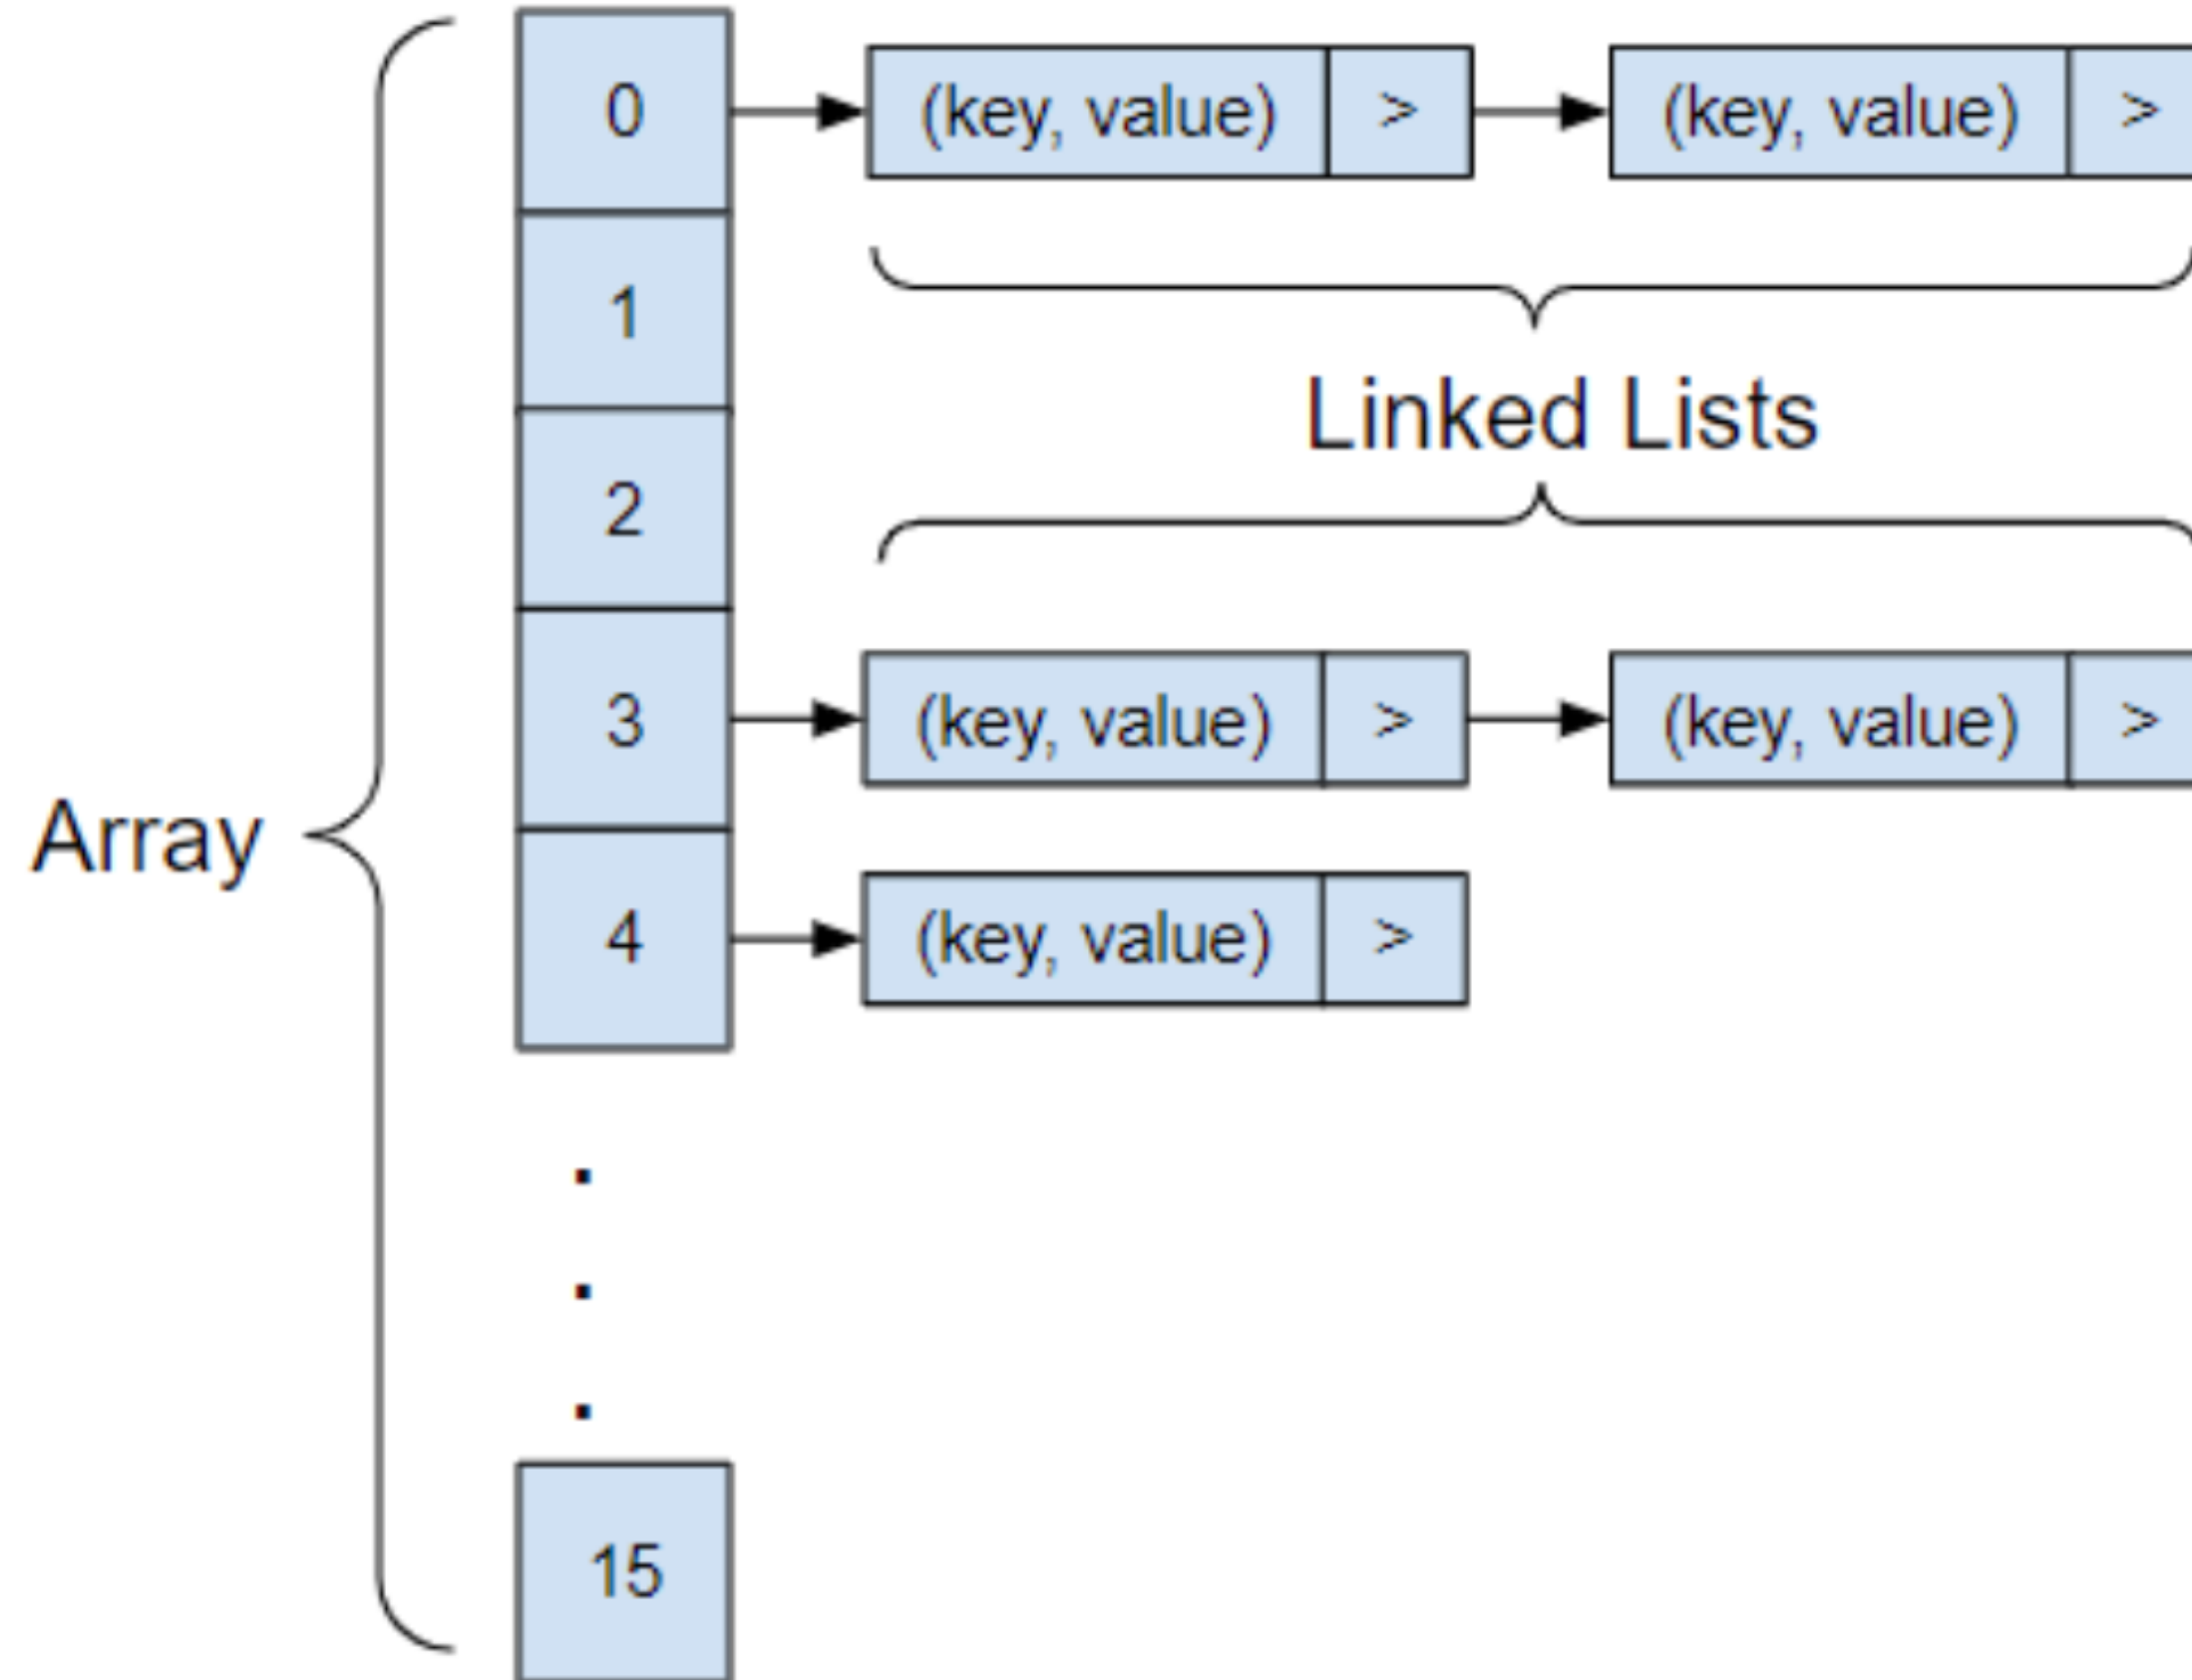 0 (key, value) > (key, value) >
1
Linked Lists
2
3 (key, value) > (key, value) >
Array
4 (key, value) >
.
.
.
15